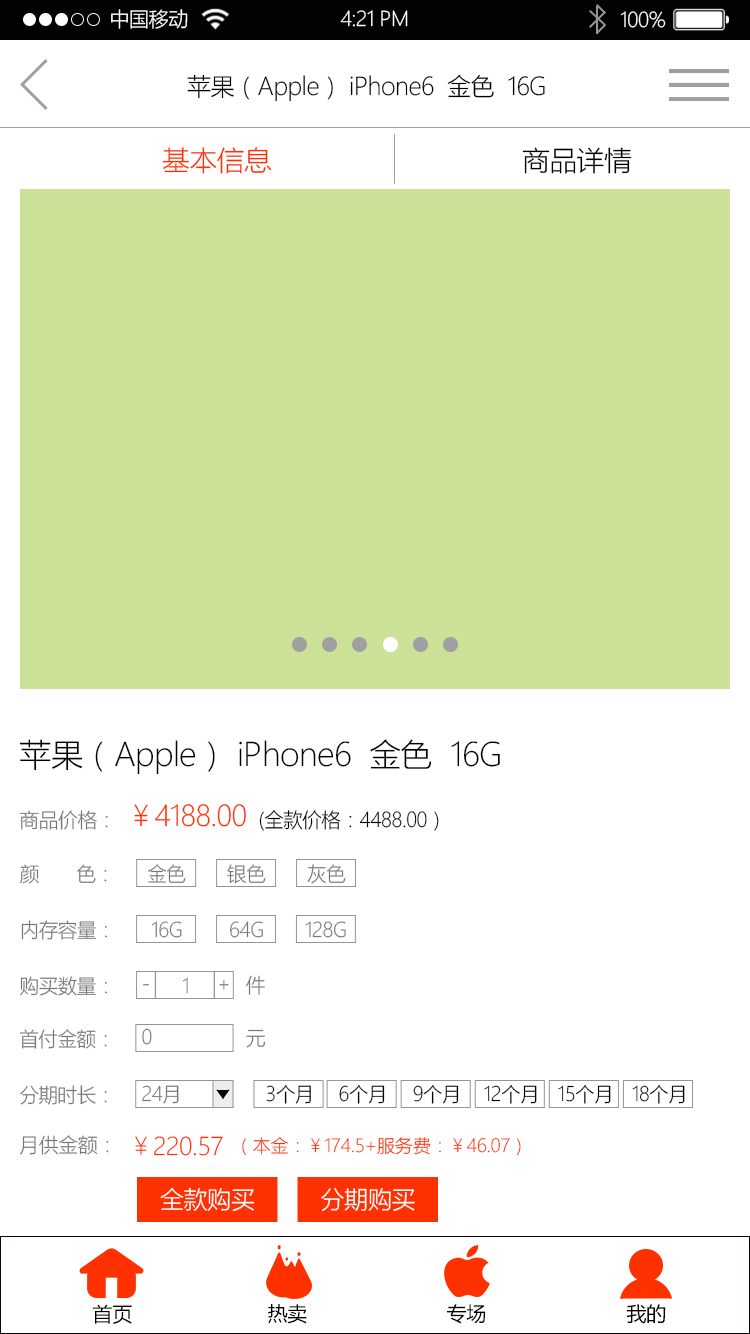 中国移动 4:21 PM 100%
苹果（Apple） iPhone6 金色 16G
基本信息 商品详情
苹果（Apple） iPhone6 金色 16G
商品价格： ￥4188.00 (全款价格：4488.00 )
颜 色： 金色 银色 灰色
内存容量： 16G 64G 128G
购买数量： - 1 + 件
首付金额： 0 元
分期时长： 24月 3个月 6个月 9个月 12个月 15个月 18个月
月供金额： ￥220.57 （ 本金：￥174.5+服务费：￥46.07 ）
全款购买 分期购买
首页 热卖 专场 我的